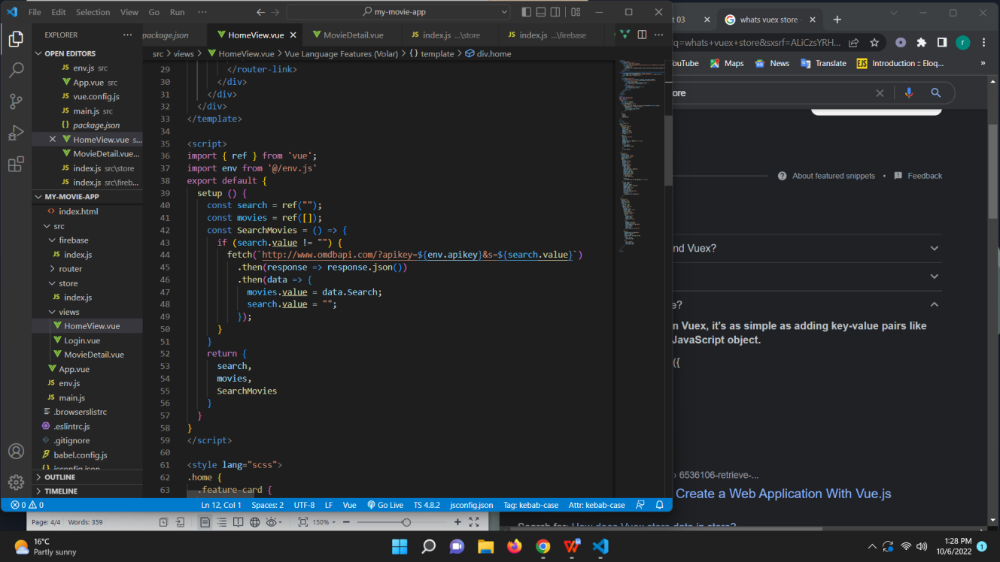 File Edit Selection View Go Run ··· my-movie-app
03 whats vuex store -
EXPLORER ··· package.json HomeView.vue MovieDetail.vue index.js ...\store index.js ...\firebase ···
q=whats+vuex+store&sxsrf=ALiCzsYRH... r
OPEN EDITORS
src > views > HomeView.vue > Vue Language Features (Volar) > {} template > div.home
ouTube Maps News Translate Introduction :: Eloq... »
JS env.js src
App.vue src
vue.config.js
JS main.js src
{} package.json
HomeView.vue s...
MovieDetail.vue...
JS index.js src\store
JS index.js src\fireb...
MY-MOVIE-APP
<> index.html
src
firebase
JS index.js
router
store
JS index.js
views
HomeView.vue
Login.vue
MovieDetail.vue
App.vue
JS env.js
JS main.js
.browserslistrc
.eslintrc.js
.gitignore
babel.config.js
{} jsconfig.json
OUTLINE
TIMELINE
29 </router-link>
30 </div>
31 </div>
32 </div>
33 </template>
34
35 <script>
36 import { ref } from 'vue';
37 import env from '@/env.js'
38 export default {
39 setup () {
40 const search = ref("");
41 const movies = ref([]);
42 const SearchMovies = () => {
43 if (search.value != "") {
44 fetch(`http://www.omdbapi.com/?apikey=${env.apikey}&s=${search.value}`)
45 .then(response => response.json())
46 .then(data => {
47 movies.value = data.Search;
48 search.value = "";
49 });
50 }
51 }
52 return {
53 search,
54 movies,
55 SearchMovies
56 }
57 }
58 }
59 </script>
60
61 <style lang="scss">
62 .home {
63 .feature-card {
ore
About featured snippets • Feedback
nd Vuex?
e?
n Vuex, it's as simple as adding key-value pairs like
JavaScript object.
({
› 6536106-retrieve-...
Create a Web Application With Vue.js
Search for: How does Vuex store data in store?
0 0 Ln 12, Col 1 Spaces: 2 UTF-8 LF Vue Go Live TS 4.8.2 jsconfig.json Tag: kebab-case Attr: kebab-case
Page: 4/4 Words: 359 150%
16°C
Partly sunny
1:28 PM
10/6/2022 1